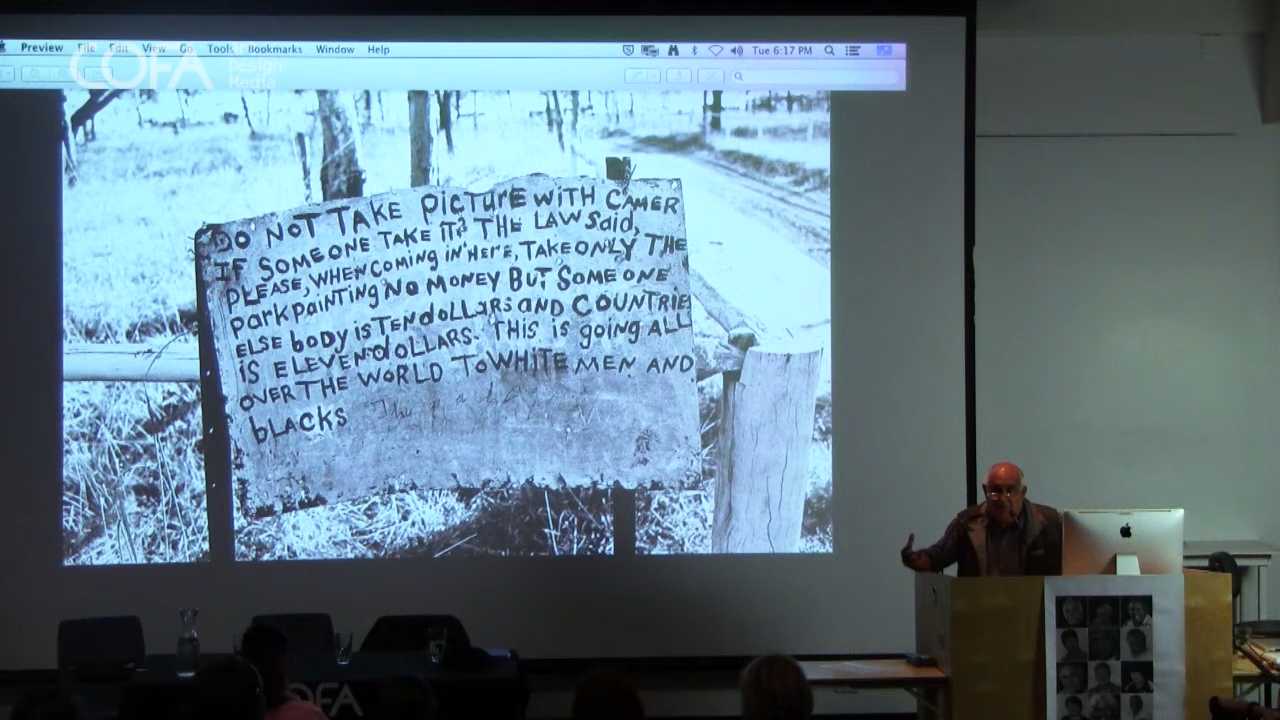 Preview File Edit View Go Tools Bookmarks Window Help
Tue 6:17 PM
COFA
Design
Media
DO NOT TAKE PictuRE WITH CAMER
IF SOMEONE TAKE IT? THE LAW Said,
PLEASE, WHEN COMING IN HERE, TAKE ONLY THE
PARK PAINTING NO MONEY BUT SOMEONE
ELSE bODY iS TEN dOLLARS AND COUNTRIE
iS ELEVEN dOLLARS. THIS iS gOiNg ALL
OVER THE WORLD TO WHITE MEN AND
bLACKS
COFA